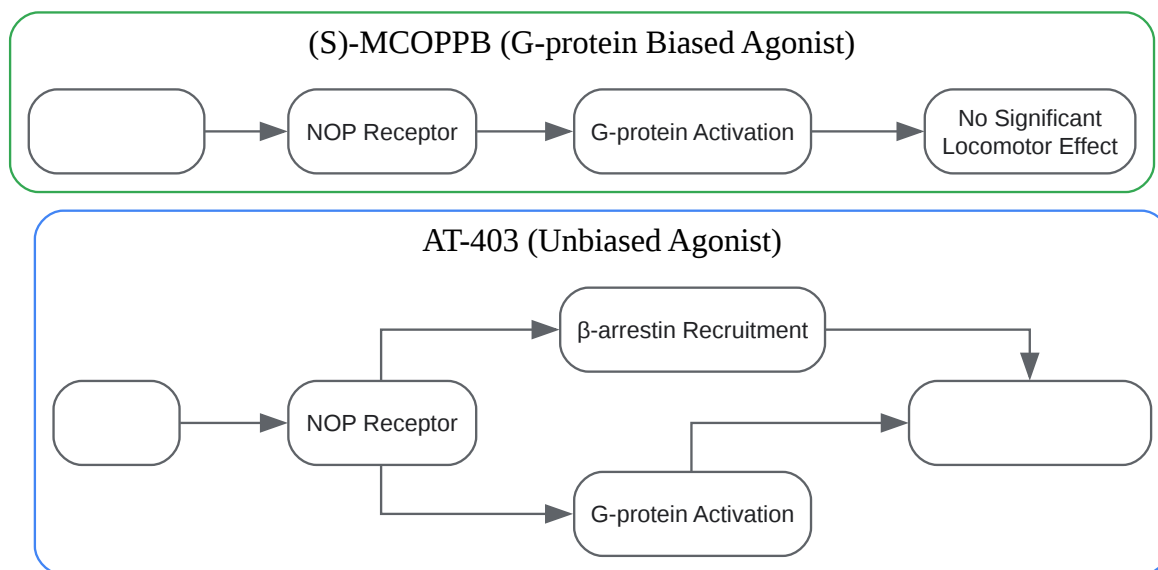 (S)-MCOPPB (G-protein Biased Agonist)
NOP Receptor
G-protein Activation
No Significant
Locomotor Effect
AT-403 (Unbiased Agonist)
β-arrestin Recruitment
NOP Receptor
G-protein Activation